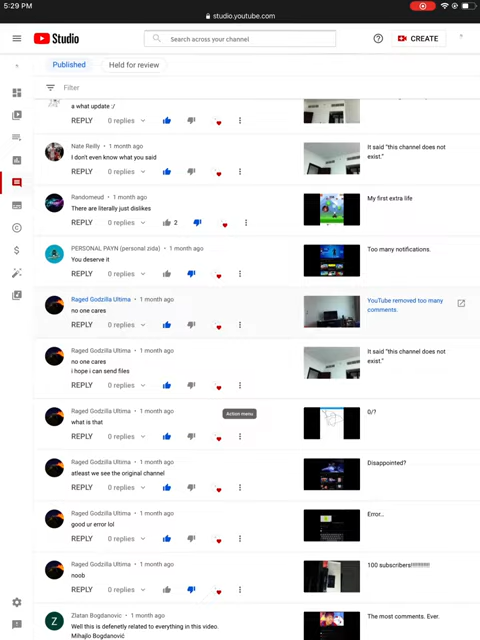 5:29 PM
studio.youtube.com
Studio
Search across your channel
CREATE
Published
Held for review
Filter
a what update :/
REPLY 0 replies
Nate Reilly • 1 month ago
I don't even know what you said
REPLY 0 replies
It said "this channel does not
exist."
Randomeud • 1 month ago
There are literally just dislikes
REPLY 0 replies 2
My first extra life
PERSONAL PAYN (personal zida) • 1 month ago
You deserve it
REPLY 0 replies
Too many notifications.
Raged Godzilla Ultima • 1 month ago
no one cares
REPLY 0 replies
YouTube removed too many
comments.
Raged Godzilla Ultima • 1 month ago
no one cares
i hope i can send files
REPLY 0 replies
It said "this channel does not
exist."
Action menu
Raged Godzilla Ultima • 1 month ago
what is that
REPLY 0 replies
0/?
Raged Godzilla Ultima • 1 month ago
atleast we see the original channel
REPLY 0 replies
Disappointed?
Raged Godzilla Ultima • 1 month ago
good ur error lol
REPLY 0 replies
Error...
Raged Godzilla Ultima • 1 month ago
noob
REPLY 0 replies
Z
Zlatan Bogdanovic • 1 month ago
Well this is defenetly related to everything in this video.
Mihajlo Bogdanović
The most comments. Ever.